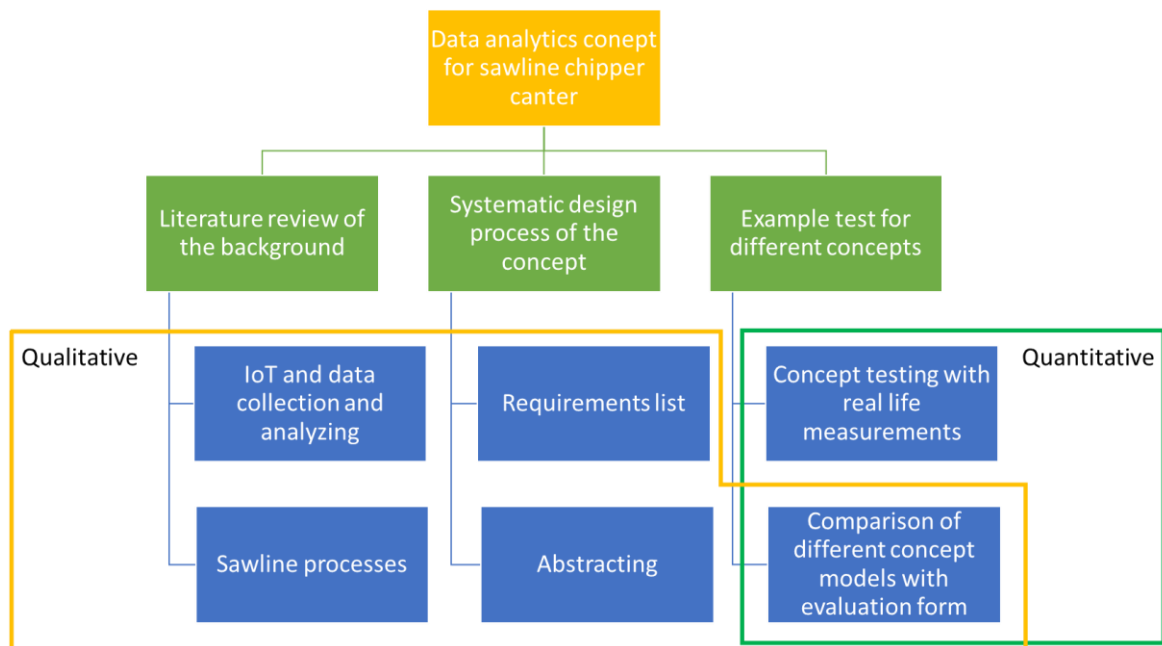 Data analytics conept
for sawline chipper
canter
Literature review of
the background
Systematic design
process of the
concept
Example test for
different concepts
Qualitative
Quantitative
IoT and data
collection and
analyzing
Requirements list
Concept testing with
real life
measurements
Sawline processes
Abstracting
Comparison of
different concept
models with
evaluation form